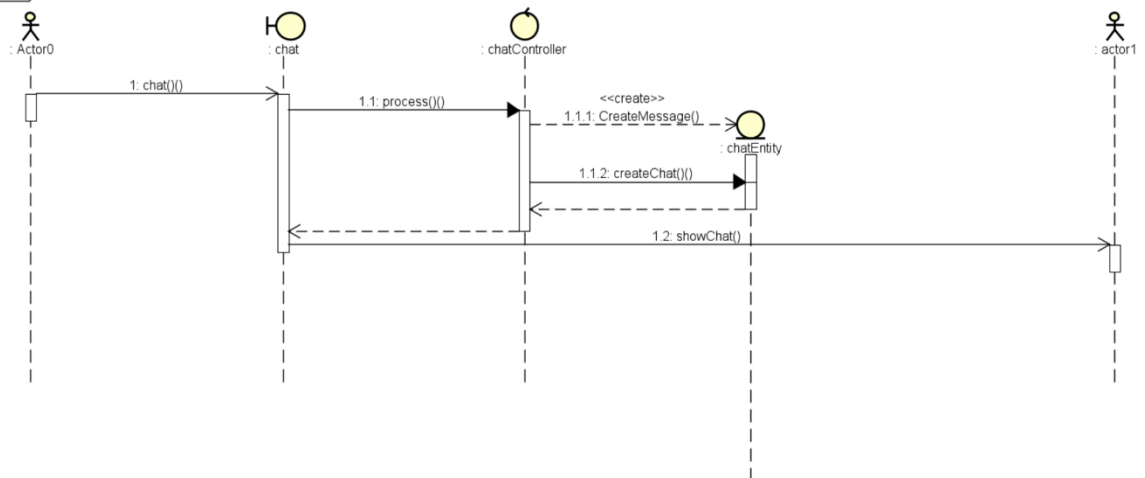 : Actor0
: chat
: chatController
: actor1
1: chat()()
1.1: process()()
<<create>>
1.1.1: CreateMessage()
: chatEntity
1.1.2: createChat()()
1.2: showChat()